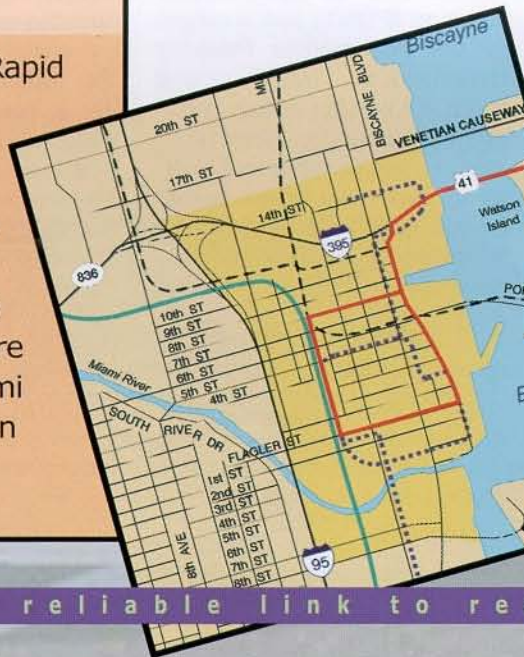 Rapid
re
mi
n
Biscayne
20th ST
17th ST
14th ST
BISCAYNE BLVD
VENETIAN CAUSEWAY
41
Watson
Island
395
836
10th ST
9th ST
8th ST
7th ST
6th ST
5th ST
4th ST
Miami River
SOUTH RIVER DR
FLAGLER ST
1st ST
2nd ST
3rd ST
4th ST
5th ST
6th ST
7th ST
8th ST
8th AVE
95
reliable link to re